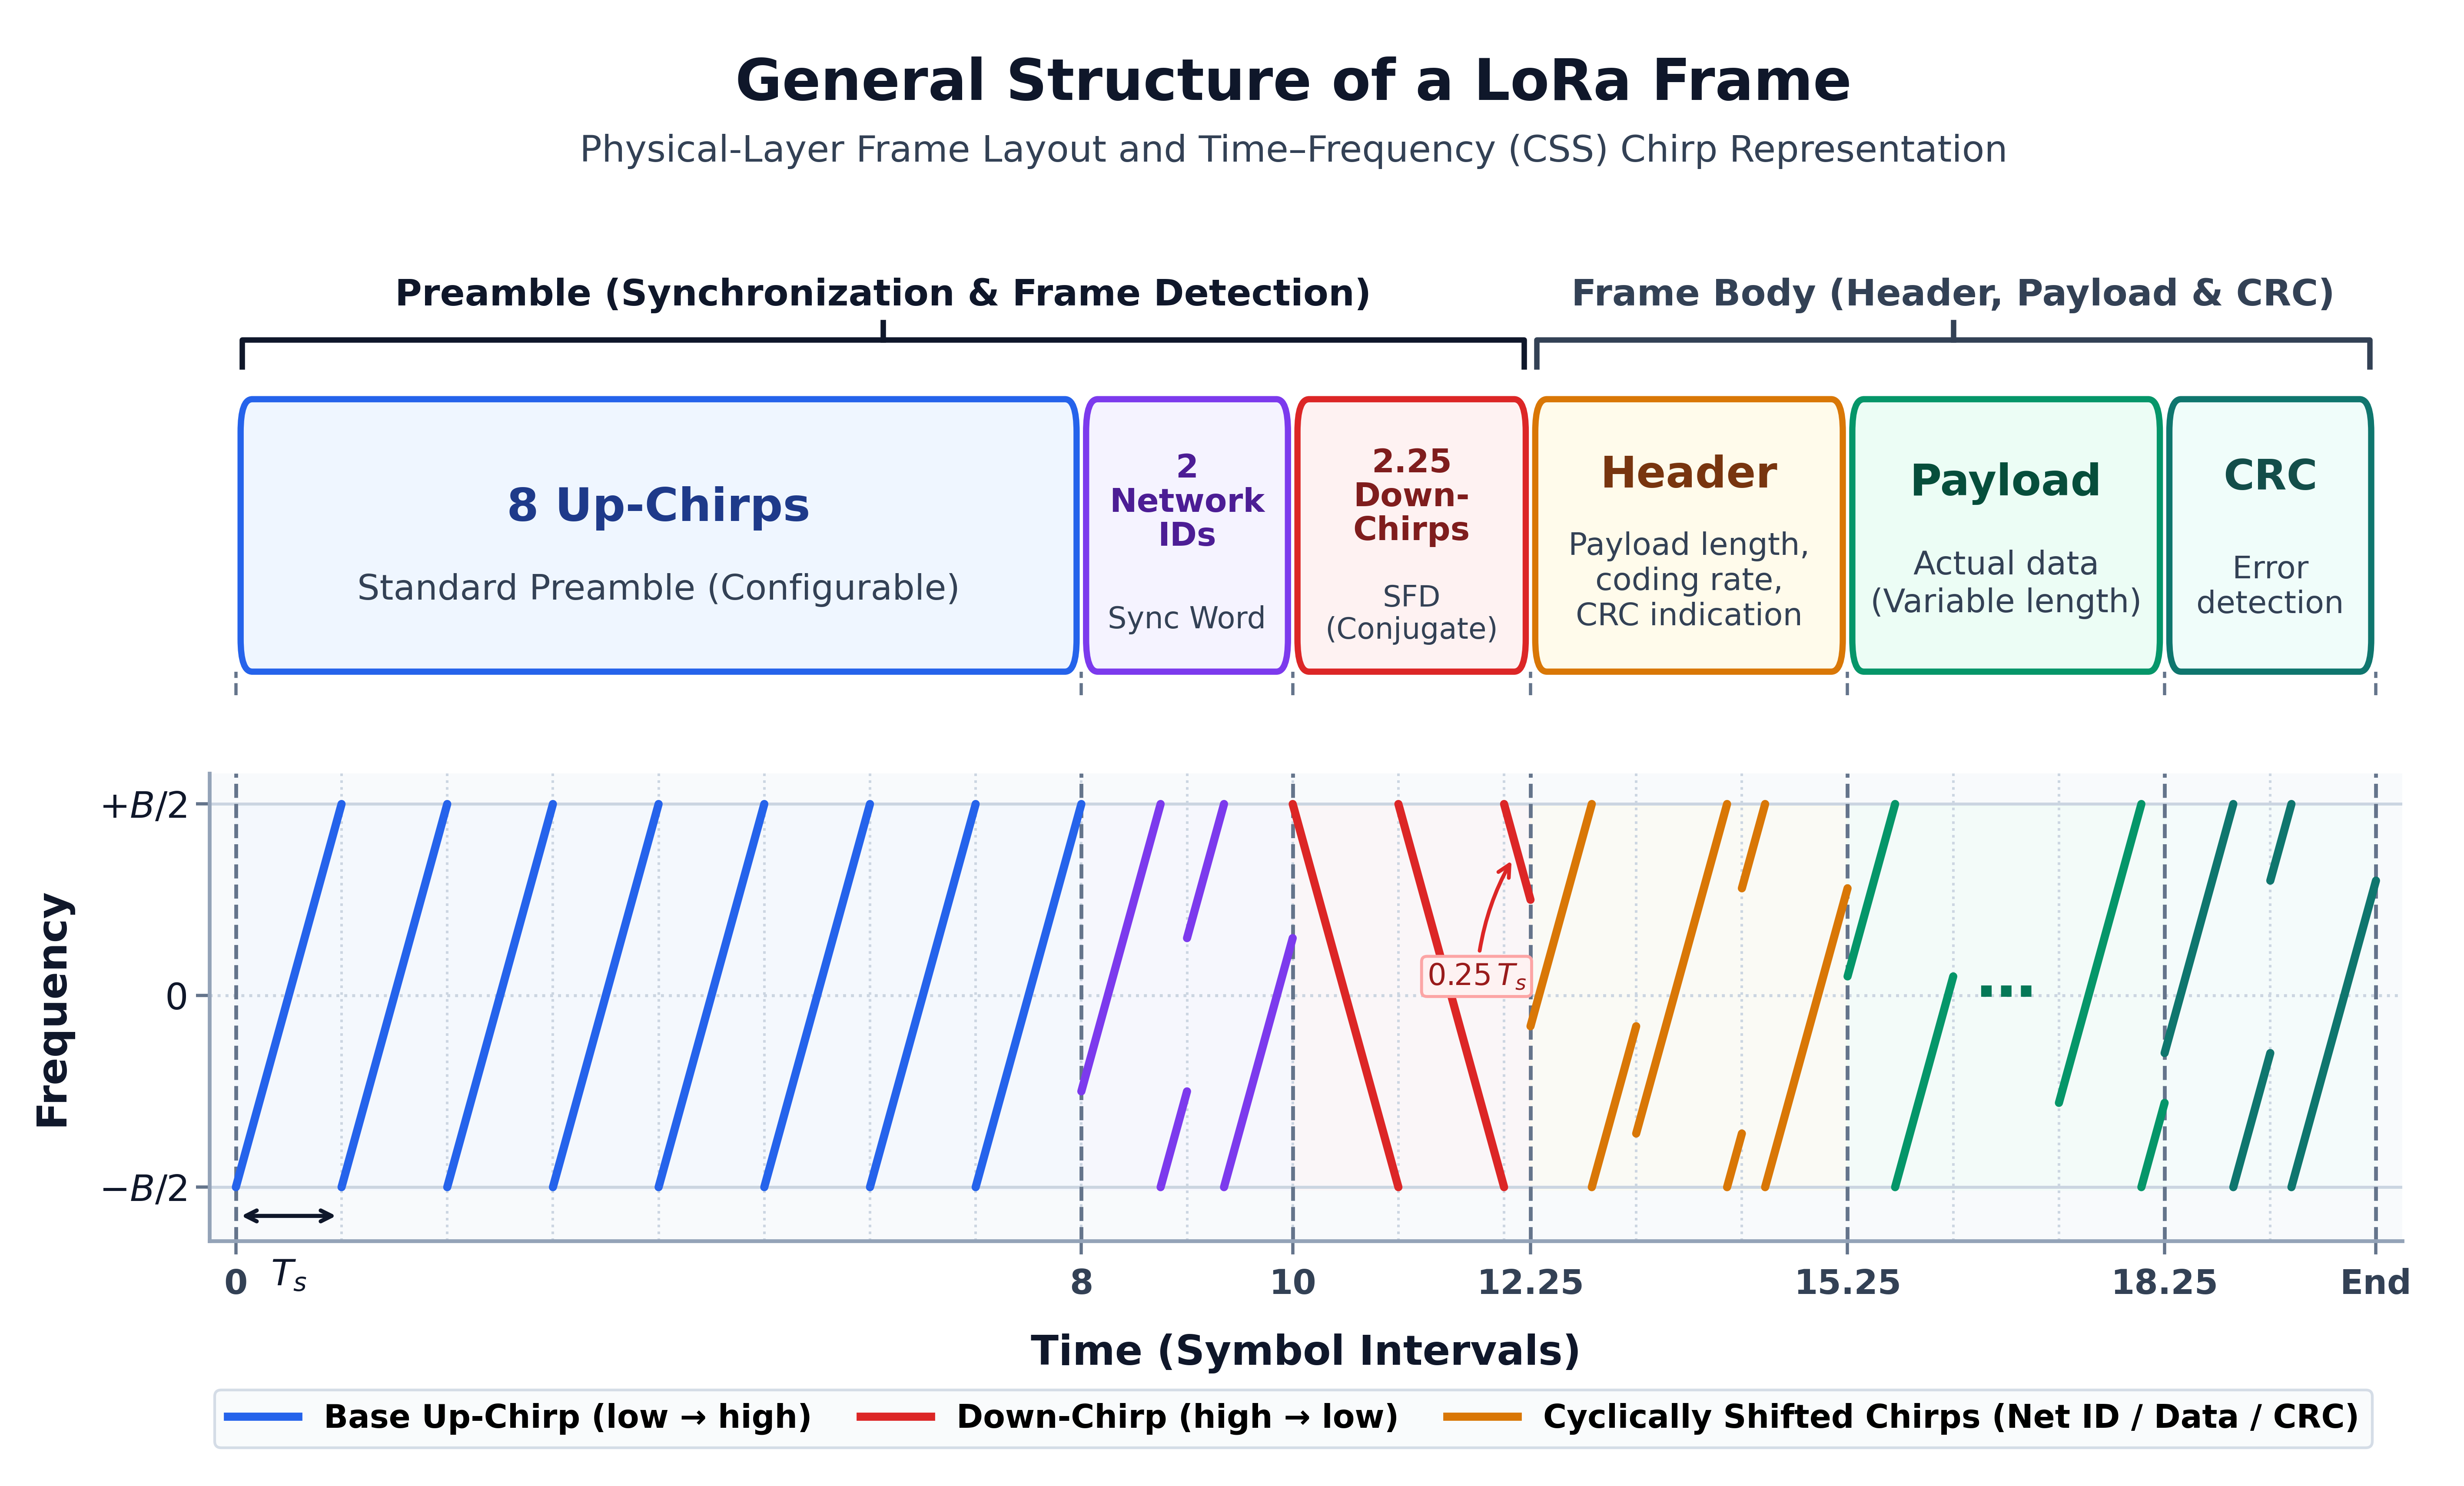 General Structure of a LoRa Frame
Physical-Layer Frame Layout and Time–Frequency (CSS) Chirp Representation
Preamble (Synchronization & Frame Detection)
Frame Body (Header, Payload & CRC)
8 Up-Chirps
Standard Preamble (Configurable)
2
Network
IDs
Sync Word
2.25
Down-
Chirps
SFD
(Conjugate)
Header
Payload length,
coding rate,
CRC indication
Payload
Actual data
(Variable length)
CRC
Error
detection
Frequency
+B/2
0
−B/2
0.25 Tₛ
...
Tₛ
0
8
10
12.25
15.25
18.25
End
Time (Symbol Intervals)
Base Up-Chirp (low → high)
Down-Chirp (high → low)
Cyclically Shifted Chirps (Net ID / Data / CRC)